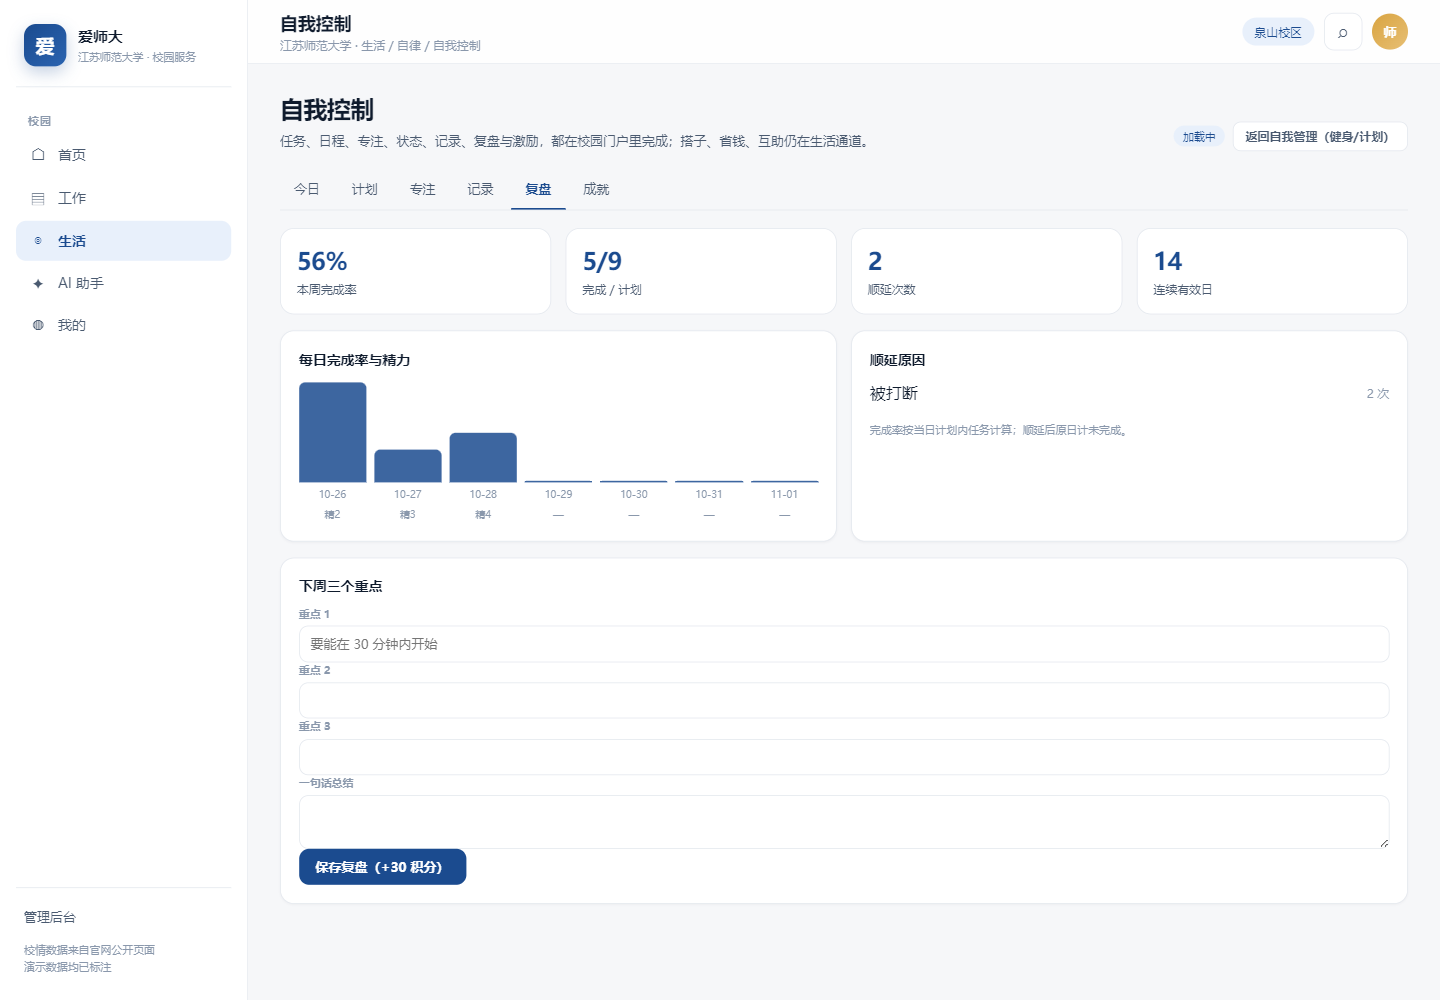 爱
爱师大
江苏师范大学 · 校园服务
校园
首页
工作
生活
AI 助手
我的
管理后台
校情数据来自官网公开页面
演示数据均已标注
自我控制
江苏师范大学 · 生活 / 自律 / 自我控制
泉山校区
师
自我控制
任务、日程、专注、状态、记录、复盘与激励，都在校园门户里完成；搭子、省钱、互助仍在生活通道。
加载中
返回自我管理（健身/计划）
今日 计划 专注 记录 复盘 成就
56%
本周完成率
5/9
完成 / 计划
2
顺延次数
14
连续有效日
每日完成率与精力
10-26 10-27 10-28 10-29 10-30 10-31 11-01
精2 精3 精4 — — — —
顺延原因
被打断 2 次
完成率按当日计划内任务计算；顺延后原日计未完成。
下周三个重点
重点 1
要能在 30 分钟内开始
重点 2
重点 3
一句话总结
保存复盘（+30 积分）